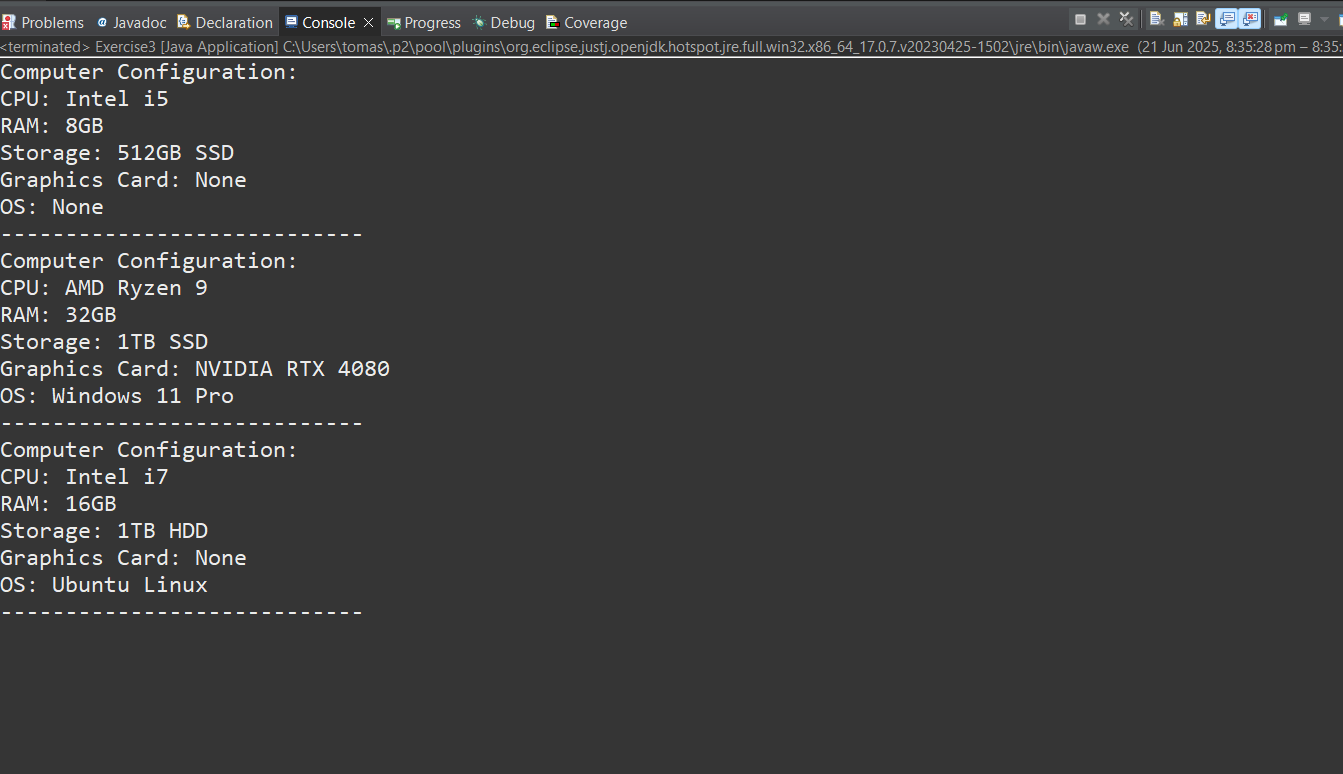 Problems Javadoc Declaration Console Progress Debug Coverage
<terminated> Exercise3 [Java Application] C:\Users\tomas\.p2\pool\plugins\org.eclipse.justj.openjdk.hotspot.jre.full.win32.x86_64_17.0.7.v20230425-1502\jre\bin\javaw.exe (21 Jun 2025, 8:35:28 pm – 8:35:
Computer Configuration:
CPU: Intel i5
RAM: 8GB
Storage: 512GB SSD
Graphics Card: None
OS: None
----------------------------
Computer Configuration:
CPU: AMD Ryzen 9
RAM: 32GB
Storage: 1TB SSD
Graphics Card: NVIDIA RTX 4080
OS: Windows 11 Pro
----------------------------
Computer Configuration:
CPU: Intel i7
RAM: 16GB
Storage: 1TB HDD
Graphics Card: None
OS: Ubuntu Linux
----------------------------